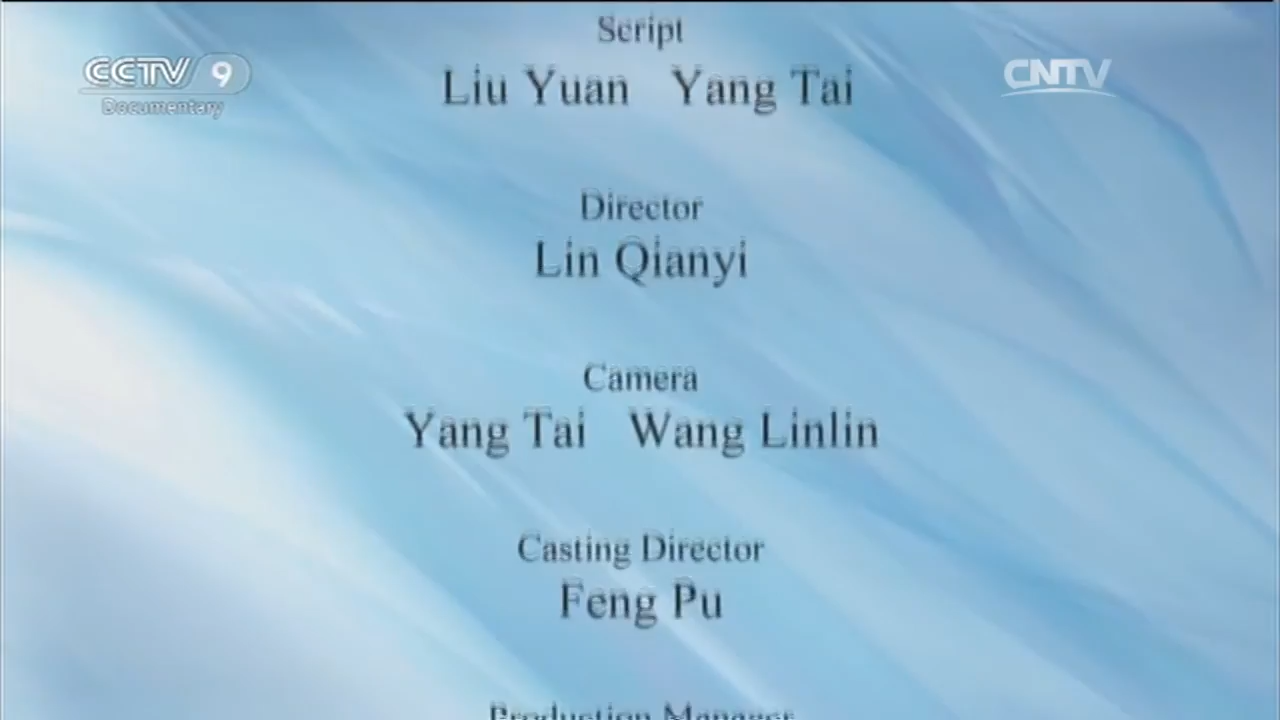 Script
CCTV 9
CNTV
Liu Yuan Yang Tai
Documentary
Director
Lin Qianyi
Camera
Yang Tai Wang Linlin
Casting Director
Feng Pu
Production Manager